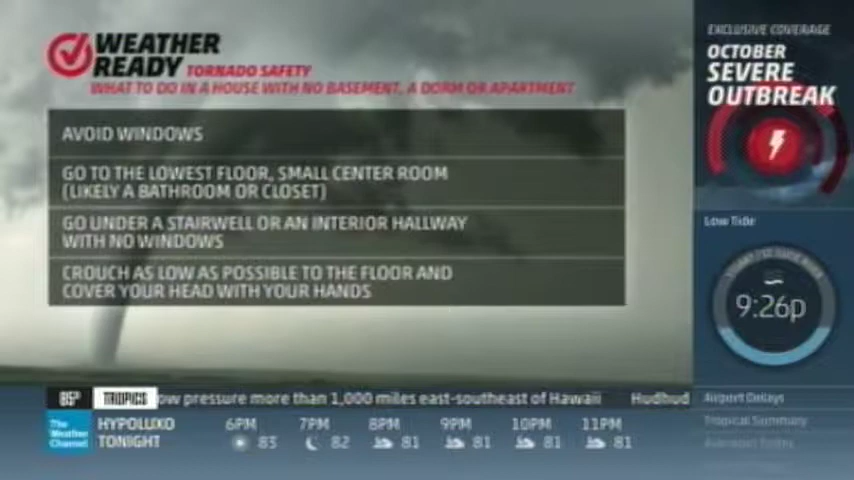 WEATHER
READY TORNADO SAFETY
WHAT TO DO IN A HOUSE WITH NO BASEMENT, A DORM OR APARTMENT
AVOID WINDOWS
GO TO THE LOWEST FLOOR, SMALL CENTER ROOM
(LIKELY A BATHROOM OR CLOSET)
GO UNDER A STAIRWELL OR AN INTERIOR HALLWAY
WITH NO WINDOWS
CROUCH AS LOW AS POSSIBLE TO THE FLOOR AND
COVER YOUR HEAD WITH YOUR HANDS
EXCLUSIVE COVERAGE
OCTOBER
SEVERE
OUTBREAK
Low Tide
9:26p
Airport Delays
Tropical Summary
85° TROPICS ow pressure more than 1,000 miles east-southeast of Hawaii Hudhud
The
Weather
Channel
HYPOLUXO
TONIGHT
6PM 7PM 8PM 9PM 10PM 11PM
83 82 81 81 81 81